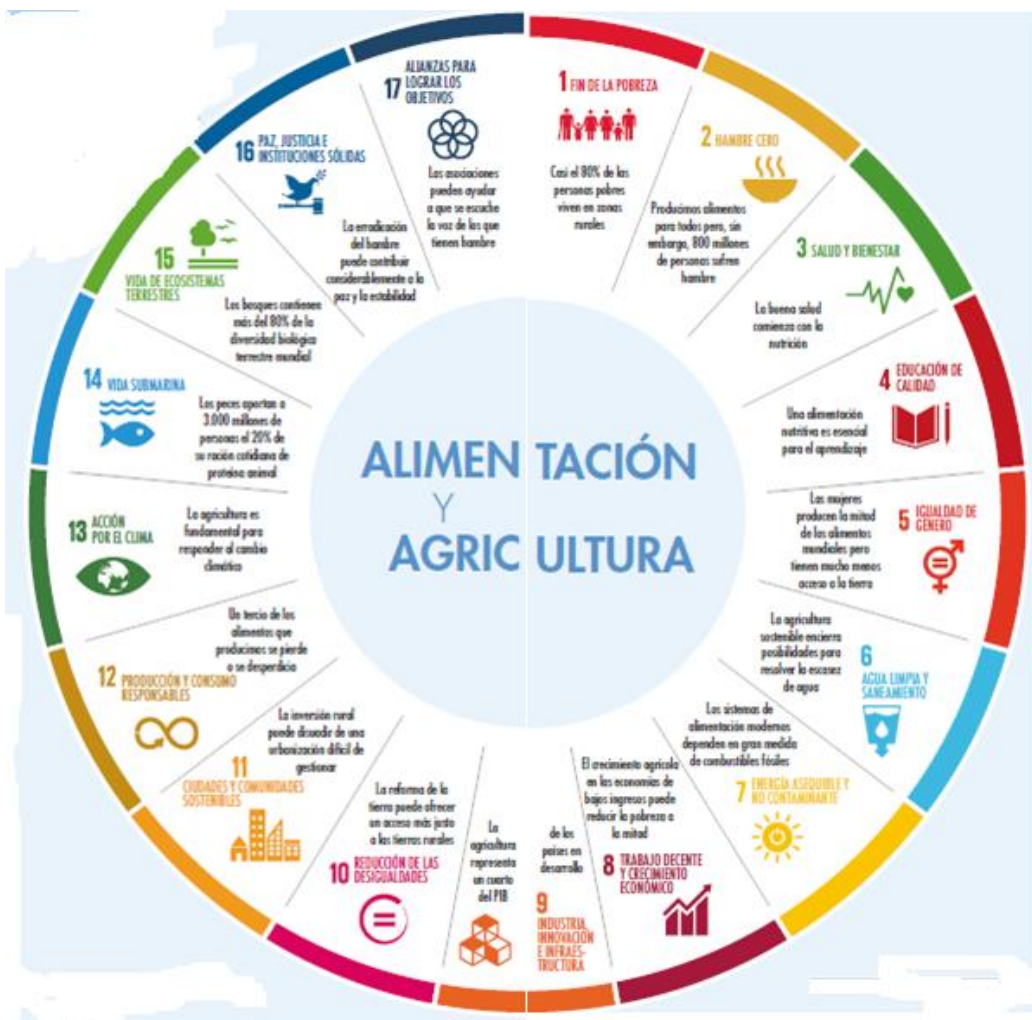 ALIMEN TACIÓN
Y
AGRIC ULTURA
1 FIN DE LA POBREZA
Casi el 80% de las
personas pobres
viven en zonas
rurales
2 HAMBRE CERO
Producimos alimentos
para todos pero, sin
embargo, 800 millones
de personas sufren
hambre
3 SALUD Y BIENESTAR
La buena salud
comienza con la
nutrición
4 EDUCACIÓN DE
CALIDAD
Una alimentación
nutritiva es esencial
para el aprendizaje
5 IGUALDAD DE
GÉNERO
Las mujeres
producen la mitad
de los alimentos
mundiales pero
tienen mucho menos
acceso a la tierra
6
AGUA LIMPIA Y
SANEAMIENTO
La agricultura
sostenible encierra
posibilidades para
resolver la escasez
de agua
7 ENERGÍA ASEQUIBLE Y
NO CONTAMINANTE
Los sistemas de
alimentación modernos
dependen en gran medida
de combustibles fósiles
8 TRABAJO DECENTE
Y CRECIMIENTO
ECONÓMICO
El crecimiento agrícola
en las economías de
bajos ingresos puede
reducir la pobreza a
la mitad
9
INDUSTRIA,
INNOVACIÓN
E INFRAES-
TRUCTURA
La
agricultura
representa
un cuarto
del PIB
de los
países en
desarrollo
10 REDUCCIÓN DE LAS
DESIGUALDADES
La reforma de la
tierra puede ofrecer
un acceso más justo
a las tierras rurales
11
CIUDADES Y COMUNIDADES
SOSTENIBLES
La inversión rural
puede disuadir de una
urbanización difícil de
gestionar
12 PRODUCCIÓN Y CONSUMO
RESPONSABLES
Un tercio de los
alimentos que
producimos se pierde
o se desperdicia
13 ACCIÓN
POR EL CLIMA
La agricultura es
fundamental para
responder al cambio
climático
14 VIDA SUBMARINA
Los peces aportan a
3.000 millones de
personas el 20% de
su ración cotidiana de
proteína animal
15
VIDA DE ECOSISTEMAS
TERRESTRES
Los bosques contienen
más del 80% de la
diversidad biológica
terrestre mundial
16 PAZ, JUSTICIA E
INSTITUCIONES SÓLIDAS
La erradicación
del hambre
puede contribuir
considerablemente a la
paz y la estabilidad
17 ALIANZAS PARA
LOGRAR LOS
OBJETIVOS
Las asociaciones
pueden ayudar
a que se escuche
la voz de los que
tienen hambre